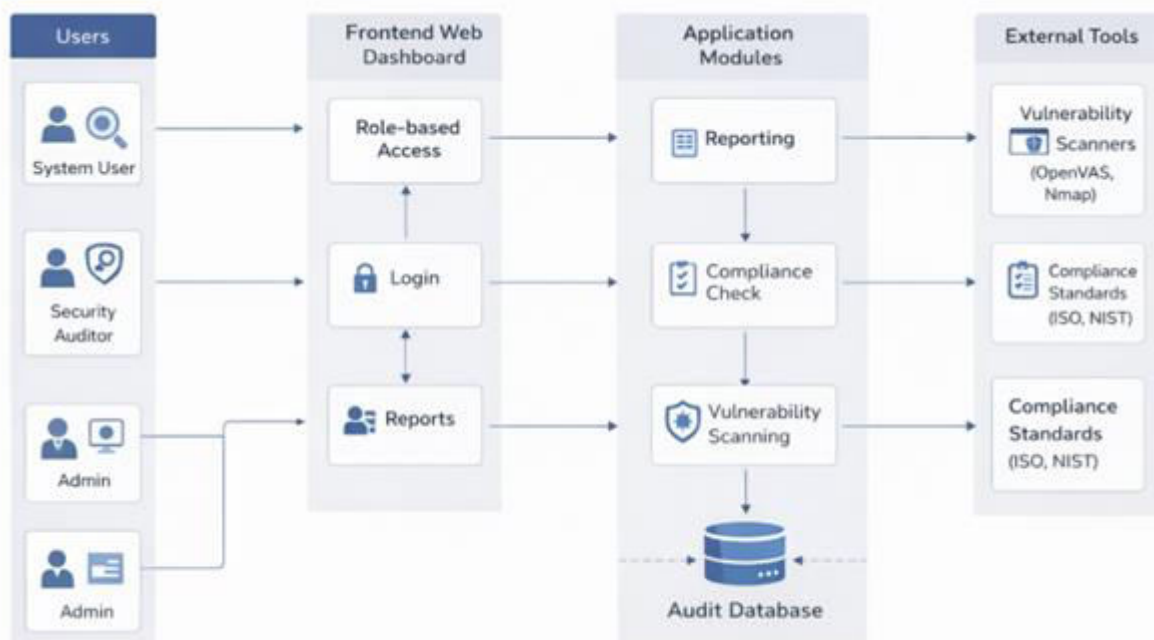 Users
System User
Security
Auditor
Admin
Admin
Frontend Web
Dashboard
Role-based
Access
Login
Reports
Application
Modules
Reporting
Compliance
Check
Vulnerability
Scanning
Audit Database
External Tools
Vulnerability
Scanners
(OpenVAS,
Nmap)
Compliance
Standards
(ISO, NIST)
Compliance
Standards
(ISO, NIST)